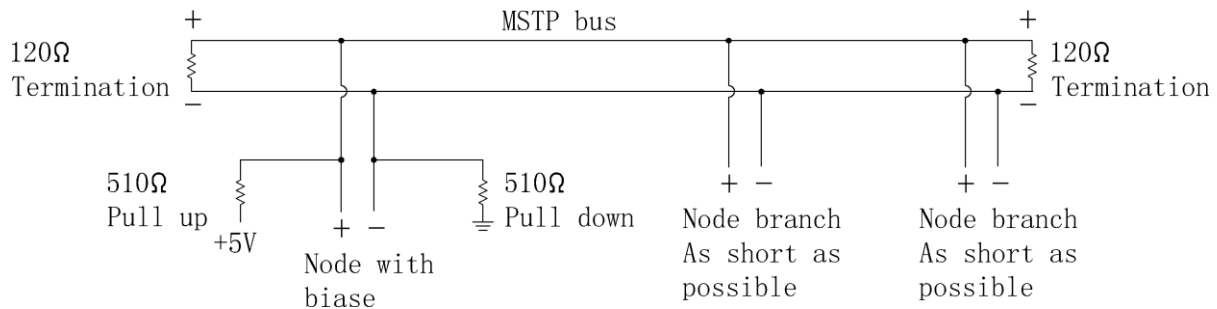 +
MSTP bus
+
120Ω
Termination
−
120Ω
Termination
−
510Ω
Pull up
+5V
+ −
Node with
biase
510Ω
Pull down
+ −
Node branch
As short as
possible
+ −
Node branch
As short as
possible